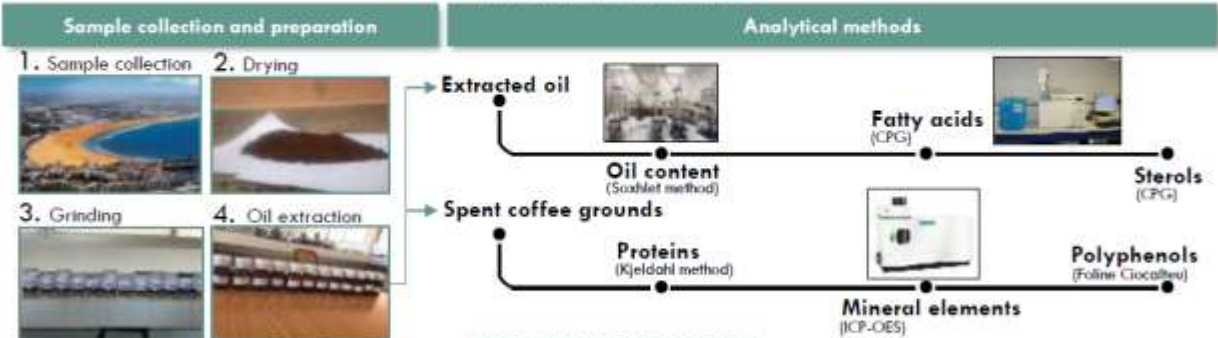 Sample collection and preparation
Analytical methods
1. Sample collection
2. Drying
3. Grinding
4. Oil extraction
Extracted oil
Oil content
(Soxhlet method)
Fatty acids
(CPG)
Sterols
(CPG)
Spent coffee grounds
Proteins
(Kjeldahl method)
Mineral elements
(ICP-OES)
Polyphenols
(Foline Ciocalteu)